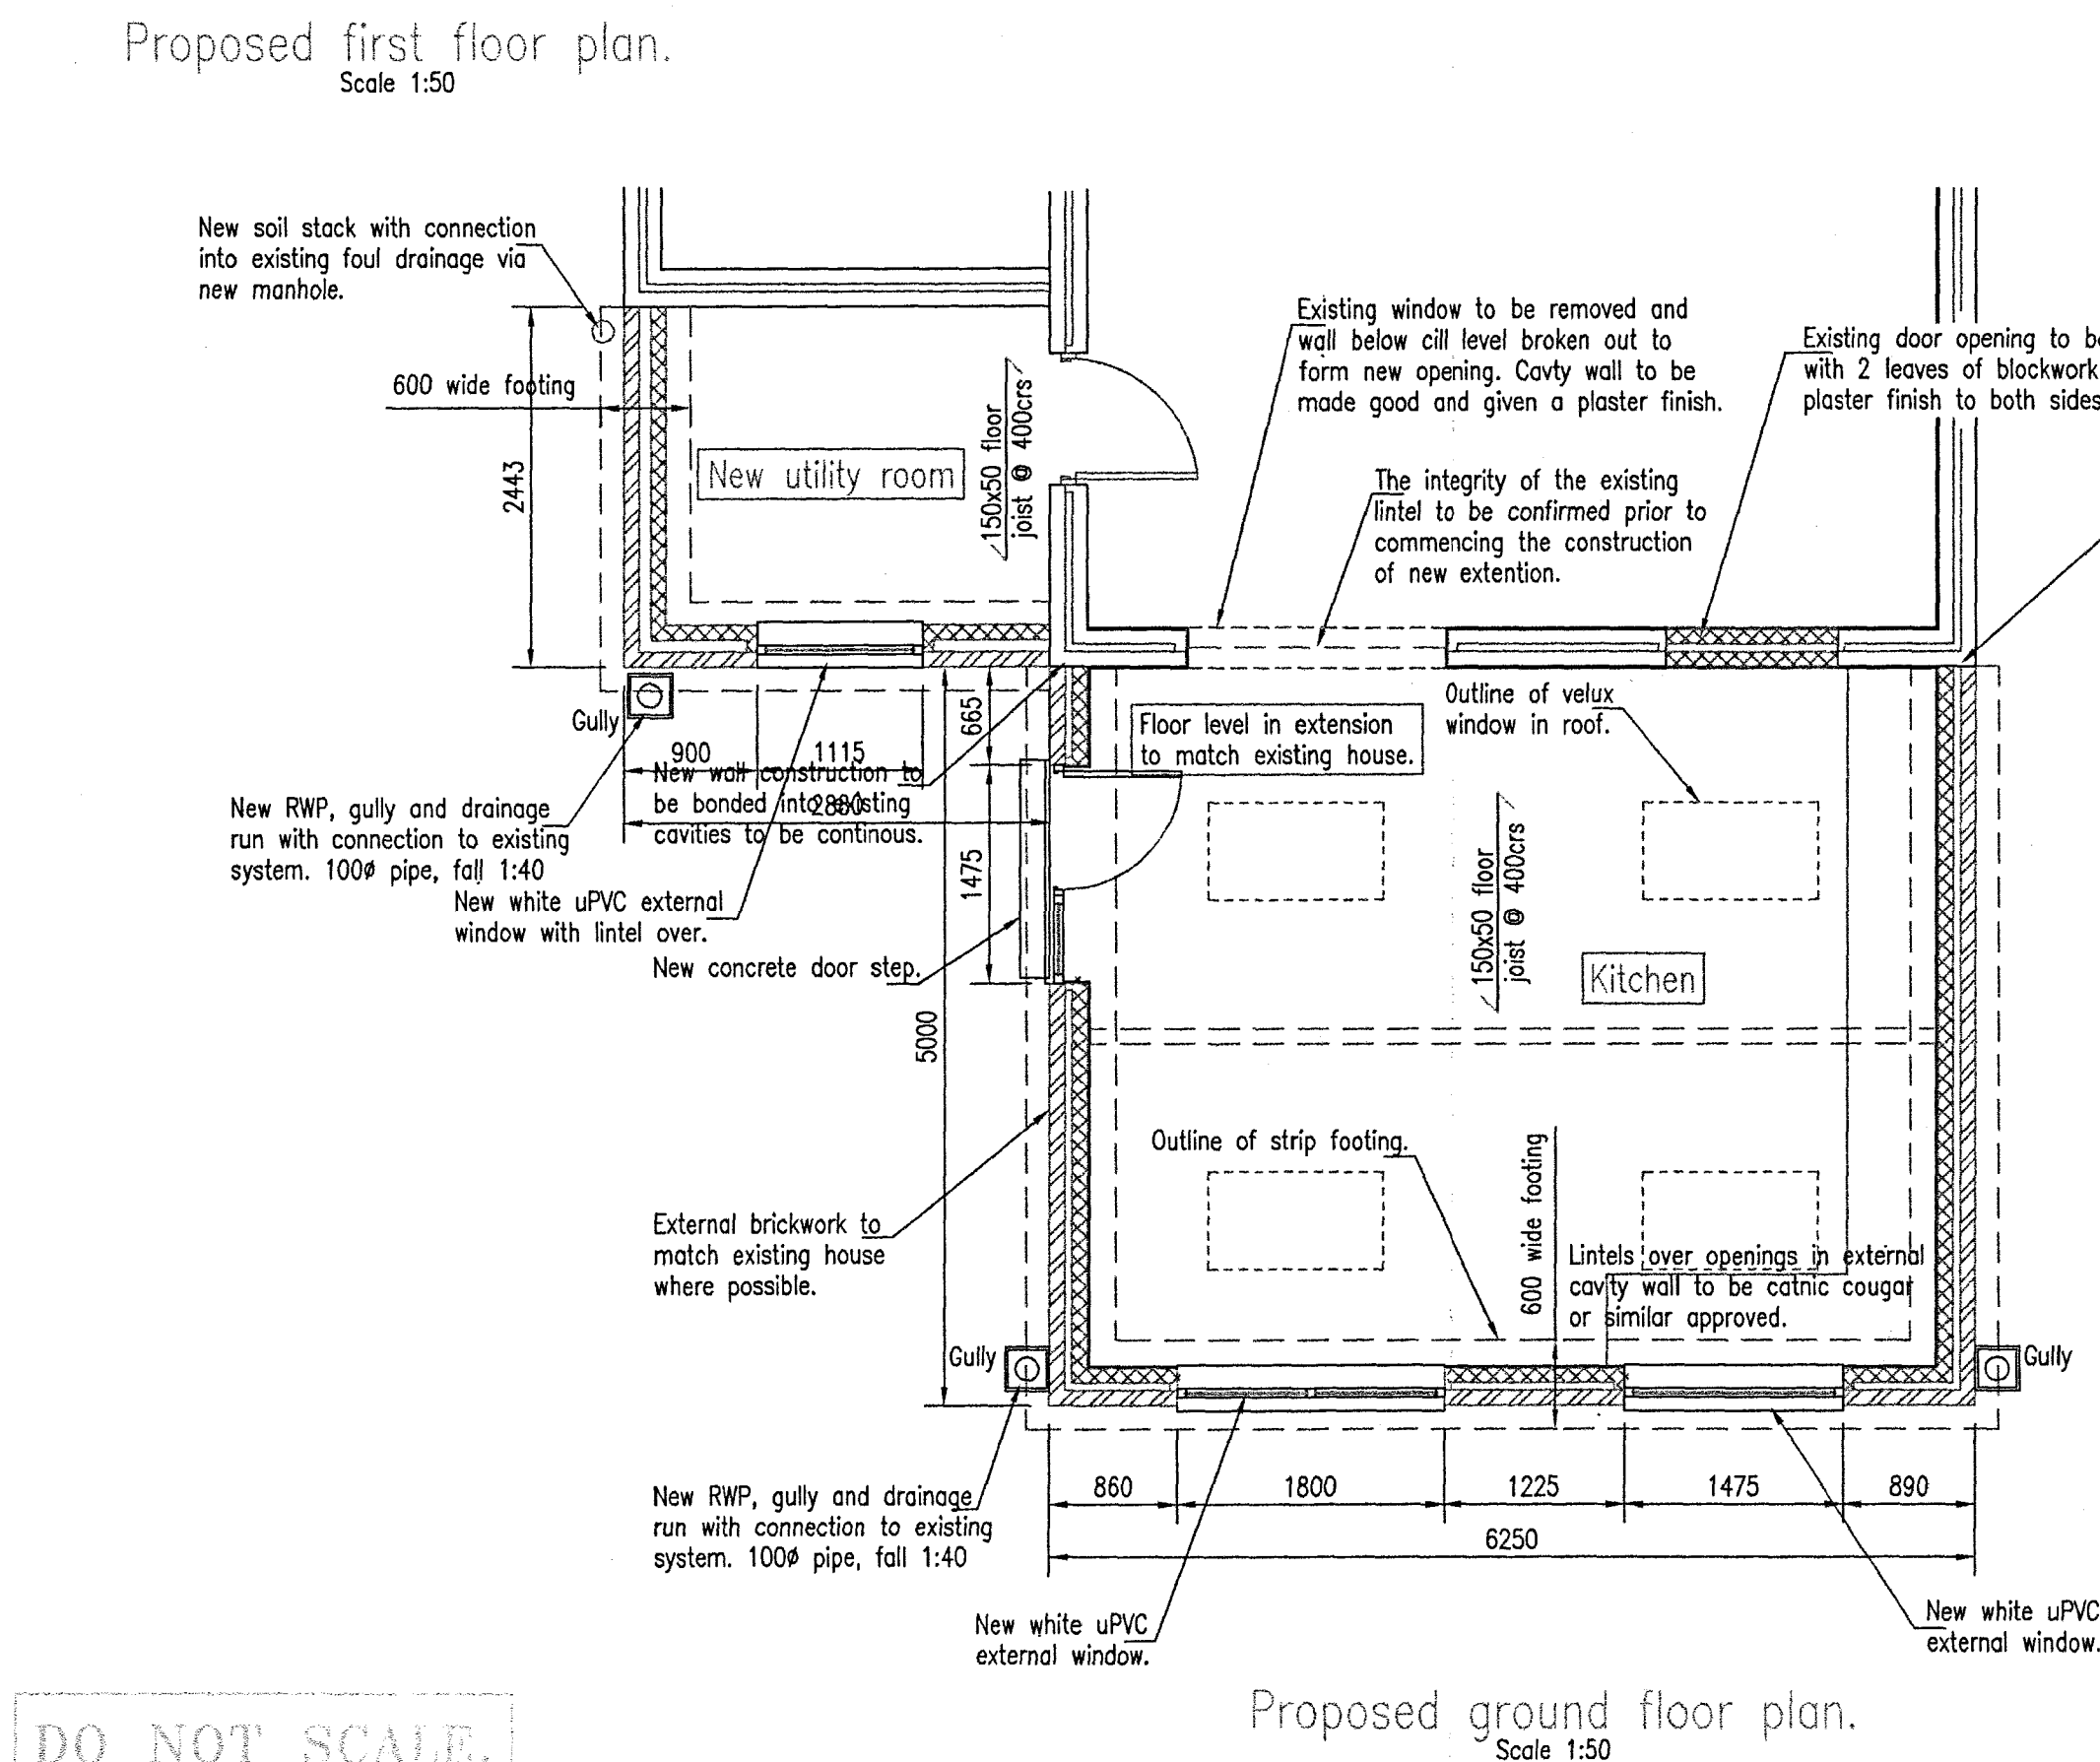 Proposed first floor plan.
Scale 1:50
New soil stack with connection
into existing foul drainage via
new manhole.
600 wide footing
2443
New utility room
150x50 floor
joist @ 400crs
Existing window to be removed and
wall below cill level broken out to
form new opening. Cavty wall to be
made good and given a plaster finish.
Existing door opening to be
with 2 leaves of blockwork
plaster finish to both sides
The integrity of the existing
lintel to be confirmed prior to
commencing the construction
of new extention.
Gully
900
1115
2880
665
1475
5000
New wall construction to
be bonded into existing
cavities to be continous.
New RWP, gully and drainage
run with connection to existing
system. 100ø pipe, fall 1:40
New white uPVC external
window with lintel over.
New concrete door step.
Floor level in extension
to match existing house.
Outline of velux
window in roof.
150x50 floor
joist @ 400crs
Kitchen
Outline of strip footing.
600 wide footing
External brickwork to
match existing house
where possible.
Lintels over openings in external
cavity wall to be catnic cougar
or similar approved.
Gully
Gully
860
1800
1225
1475
890
6250
New RWP, gully and drainage
run with connection to existing
system. 100ø pipe, fall 1:40
New white uPVC
external window.
New white uPVC
external window.
Proposed ground floor plan.
Scale 1:50
DO NOT SCALE.